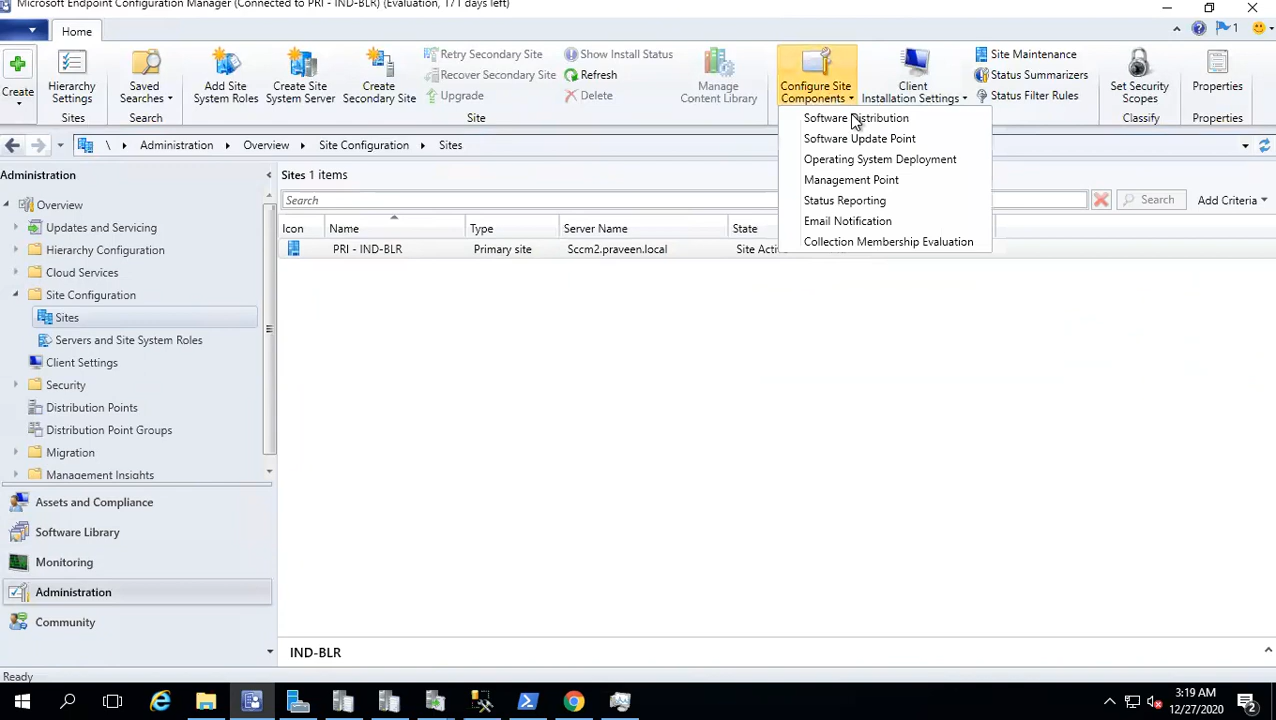 Microsoft Endpoint Configuration Manager (Connected to PRI - IND-BLR) (Evaluation, 171 days left)
Home
1
Create
Hierarchy Settings
Sites
Saved Searches
Search
Add Site System Roles
Create Site System Server
Create Secondary Site
Retry Secondary Site
Recover Secondary Site
Upgrade
Show Install Status
Refresh
Delete
Site
Manage Content Library
Configure Site Components
Client Installation Settings
Site Maintenance
Status Summarizers
Status Filter Rules
Set Security Scopes
Classify
Properties
Properties
Software Distribution
Software Update Point
Operating System Deployment
Management Point
Status Reporting
Email Notification
Collection Membership Evaluation
\ Administration Overview Site Configuration Sites
Administration
Overview
Updates and Servicing
Hierarchy Configuration
Cloud Services
Site Configuration
Sites
Servers and Site System Roles
Client Settings
Security
Distribution Points
Distribution Point Groups
Migration
Management Insights
Assets and Compliance
Software Library
Monitoring
Administration
Community
Sites 1 items
Search
Search
Add Criteria
Icon Name Type Server Name State
PRI - IND-BLR Primary site Sccm2.praveen.local Site Acti
IND-BLR
Ready
3:19 AM
12/27/2020
2